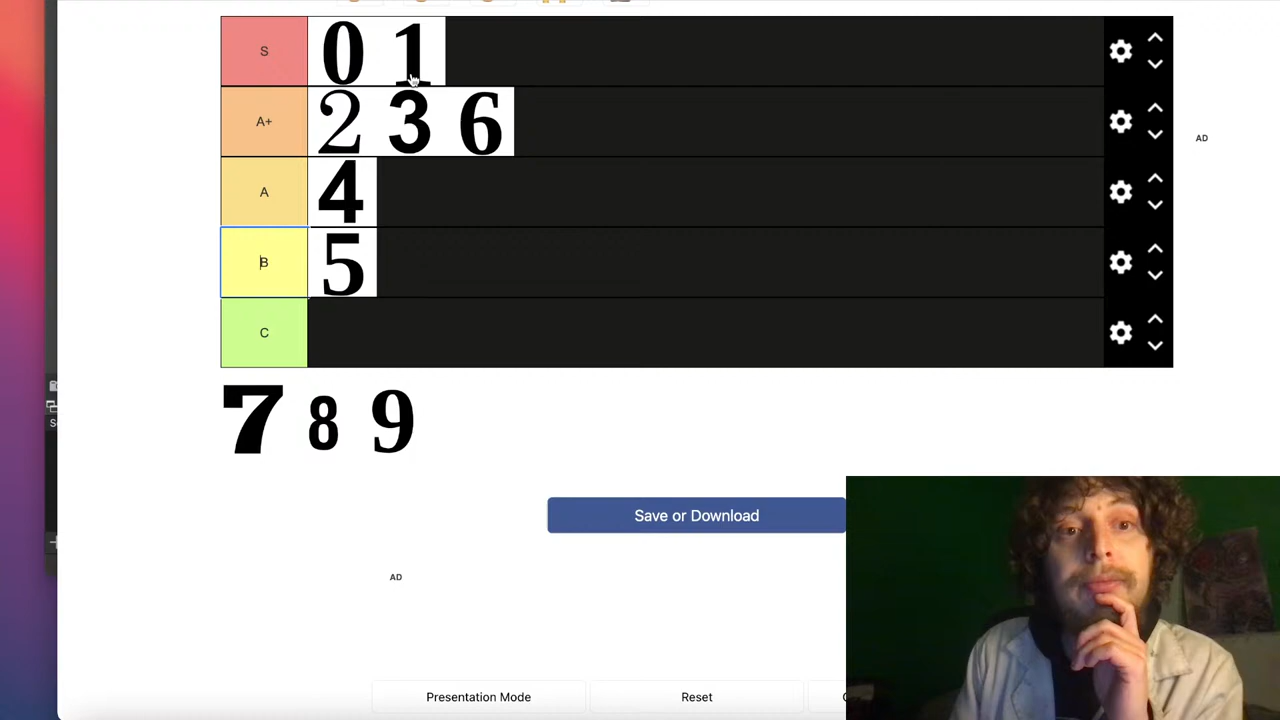 S 0 1
A+ 2 3 6
A 4
B 5
C
7 8 9
AD
Save or Download
AD
Presentation Mode
Reset